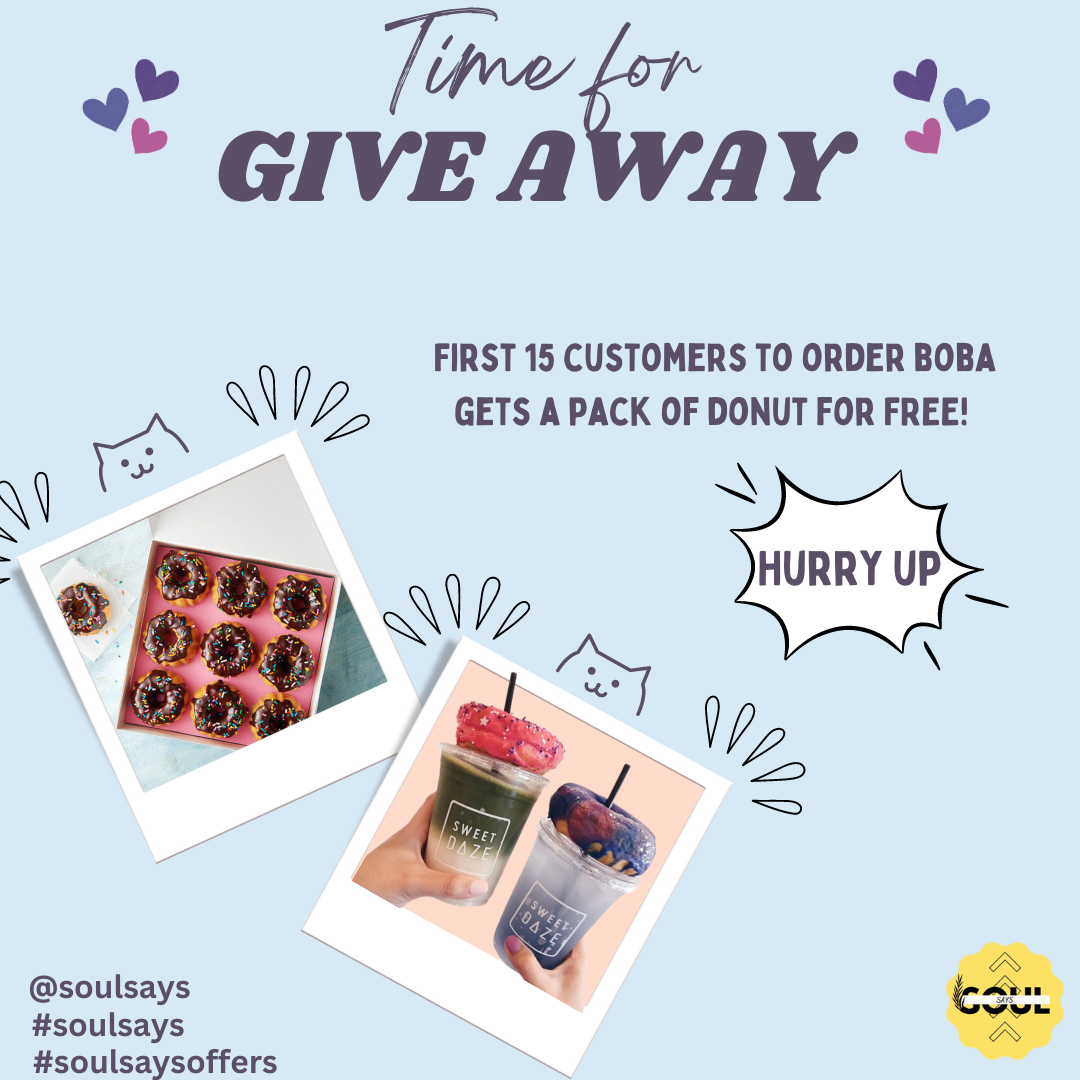 Time for
GIVE AWAY
FIRST 15 CUSTOMERS TO ORDER BOBA
GETS A PACK OF DONUT FOR FREE!
HURRY UP
SWEET
DAZE
SWEET
DAZE
@soulsays
#soulsays
#soulsaysoffers
SOUL
SAYS